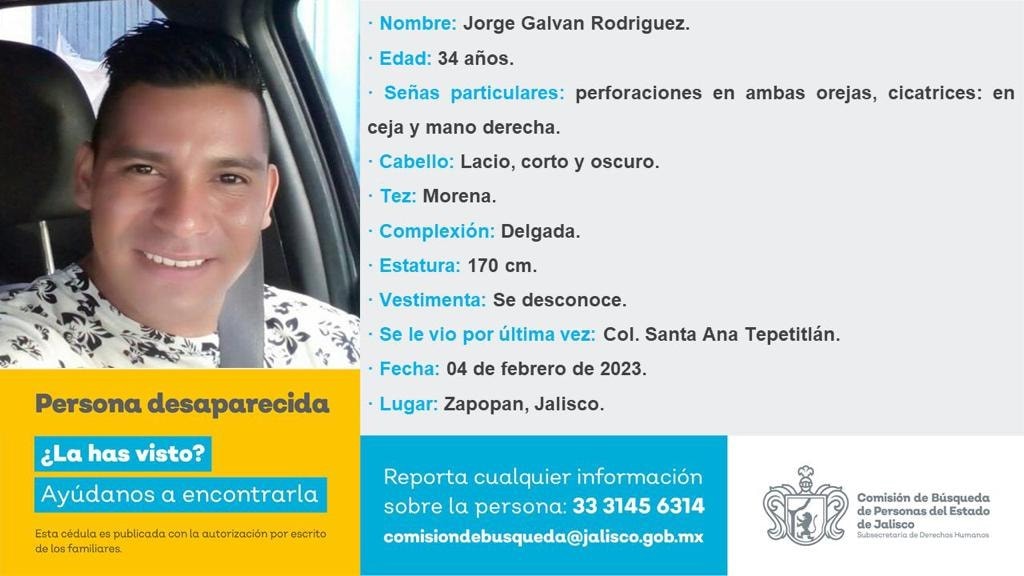 · Nombre: Jorge Galvan Rodriguez.
· Edad: 34 años.
· Señas particulares: perforaciones en ambas orejas, cicatrices: en
ceja y mano derecha.
· Cabello: Lacio, corto y oscuro.
· Tez: Morena.
· Complexión: Delgada.
· Estatura: 170 cm.
· Vestimenta: Se desconoce.
· Se le vio por última vez: Col. Santa Ana Tepetitlán.
· Fecha: 04 de febrero de 2023.
· Lugar: Zapopan, Jalisco.
Persona desaparecida
¿La has visto?
Ayúdanos a encontrarla
Esta cédula es publicada con la autorización por escrito
de los familiares.
Reporta cualquier información
sobre la persona: 33 3145 6314
comisiondebusqueda@jalisco.gob.mx
Comisión de Búsqueda
de Personas del Estado
de Jalisco
Subsecretaría de Derechos Humanos